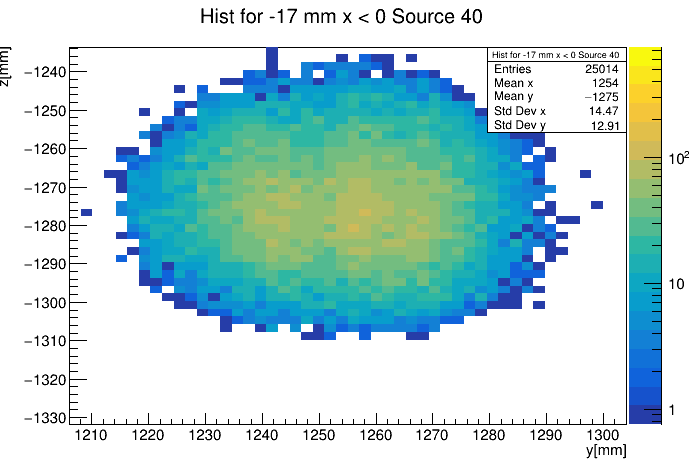 Hist for -17 mm x < 0 Source 40
z[mm]
Hist for -17 mm x < 0 Source 40
Entries 25014
Mean x 1254
Mean y −1275
Std Dev x 14.47
Std Dev y 12.91
−1240
−1250
−1260
−1270
−1280
−1290
−1300
−1310
−1320
−1330
10²
10
1
1210 1220 1230 1240 1250 1260 1270 1280 1290 1300
y[mm]